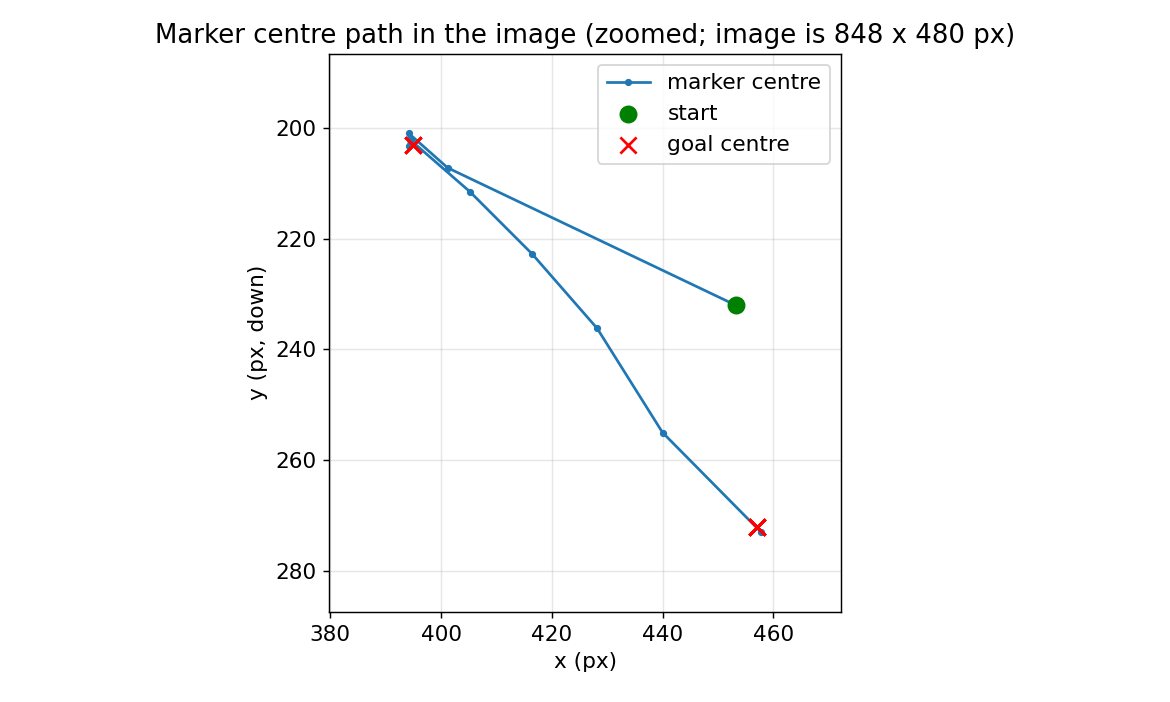 Marker centre path in the image (zoomed; image is 848 x 480 px)
marker centre
start
goal centre
200
220
240
260
280
y (px, down)
380 400 420 440 460
x (px)